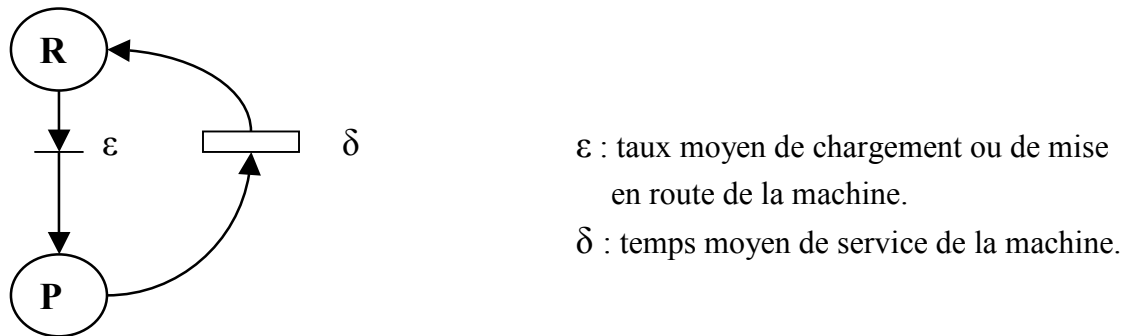 R
ε
δ
P
ε : taux moyen de chargement ou de mise
en route de la machine.
δ : temps moyen de service de la machine.